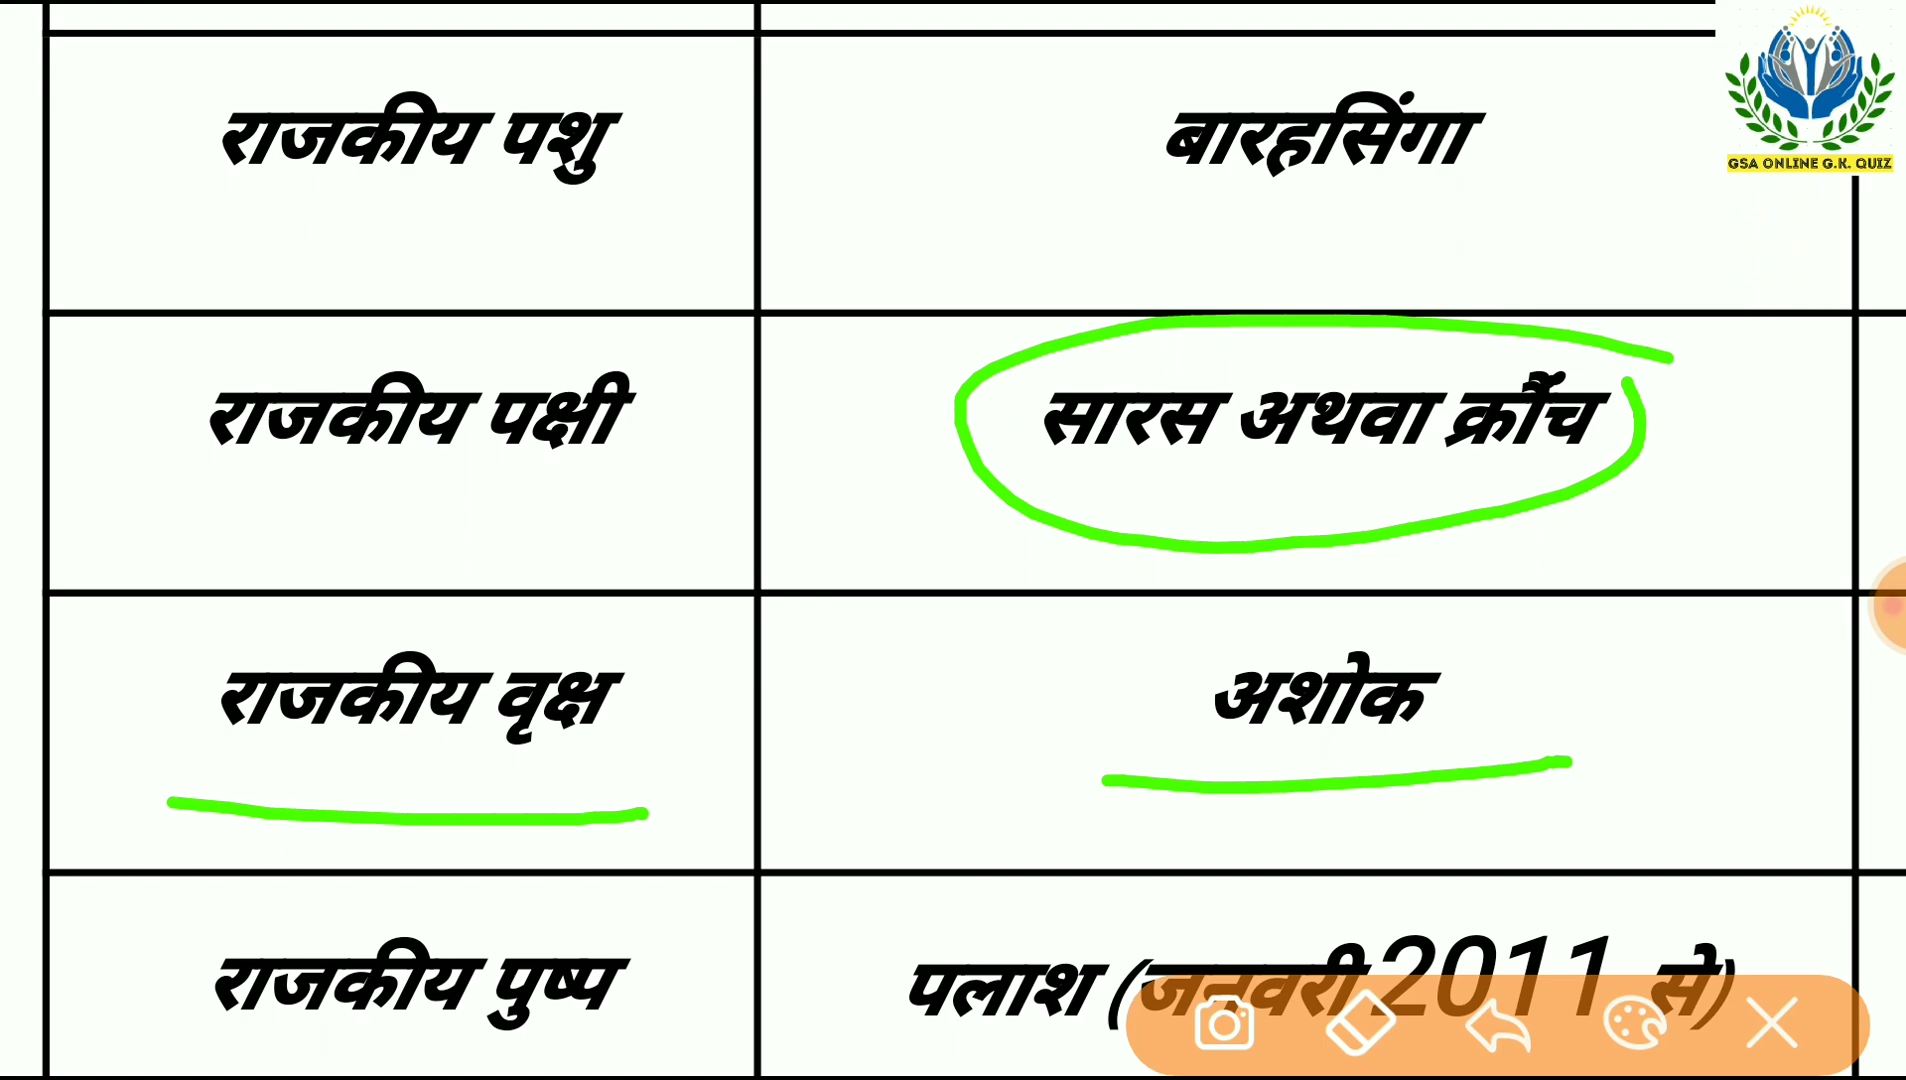 राजकीय पशु
बारहसिंगा
GSA ONLINE G.K. QUIZ
राजकीय पक्षी
सारस अथवा क्रौंच
राजकीय वृक्ष
अशोक
राजकीय पुष्प
पलाश (जनवरी 2011 से)